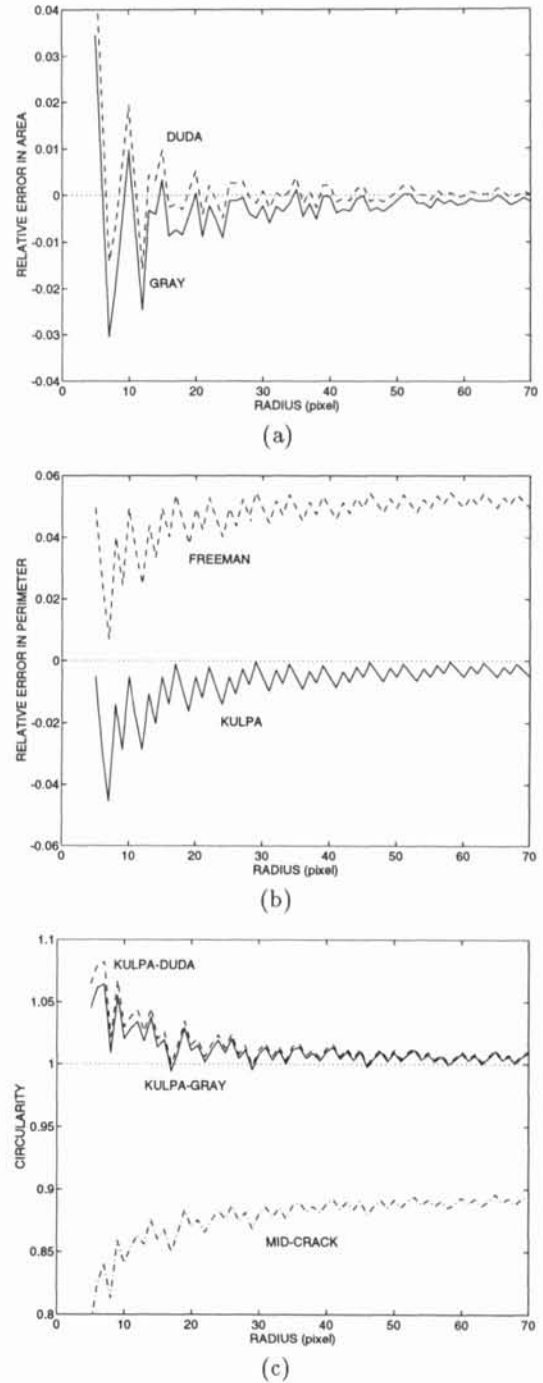 0.04
0.03
0.02
0.01
0
-0.01
-0.02
-0.03
-0.04
RELATIVE ERROR IN AREA
DUDA
GRAY
0 10 20 30 40 50 60 70
RADIUS (pixel)
(a)
0.06
0.04
0.02
0
-0.02
-0.04
-0.06
RELATIVE ERROR IN PERIMETER
FREEMAN
KULPA
0 10 20 30 40 50 60 70
RADIUS (pixel)
(b)
1.1
1.05
1
0.95
0.9
0.85
0.8
CIRCULARITY
KULPA-DUDA
KULPA-GRAY
MID-CRACK
0 10 20 30 40 50 60 70
RADIUS (pixel)
(c)